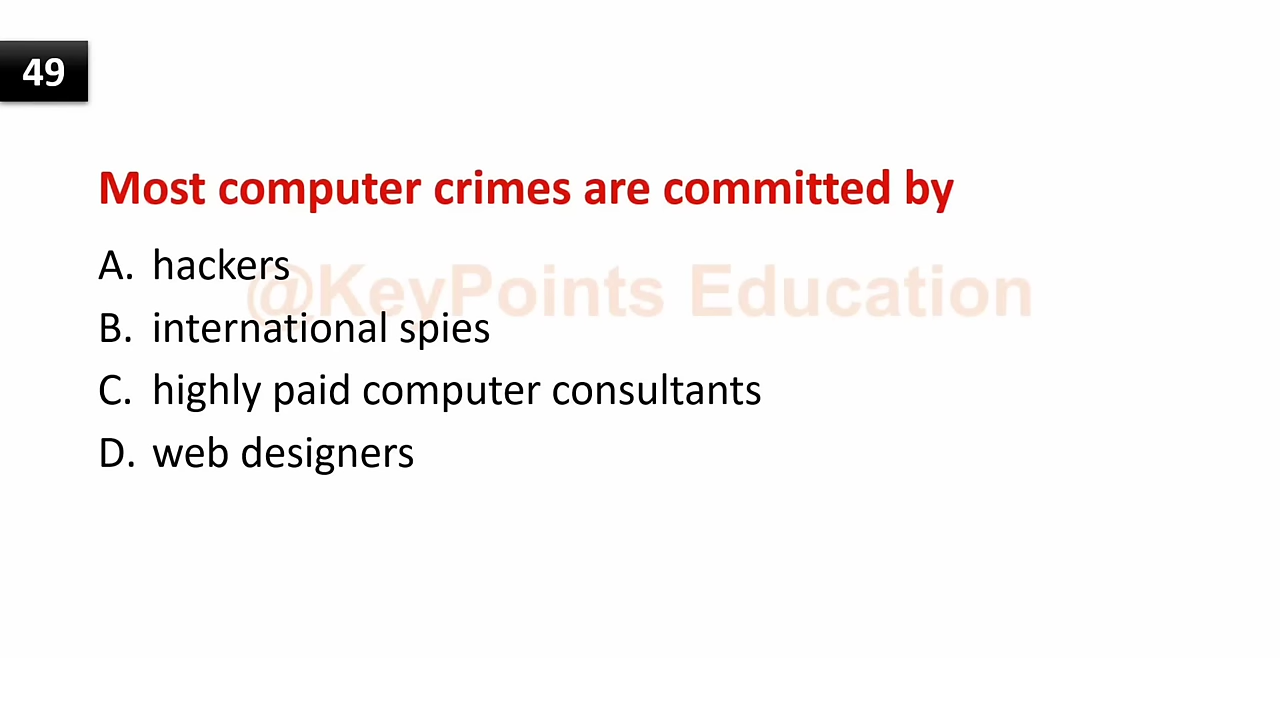 49
Most computer crimes are committed by
A. hackers
@KeyPoints Education
B. international spies
C. highly paid computer consultants
D. web designers